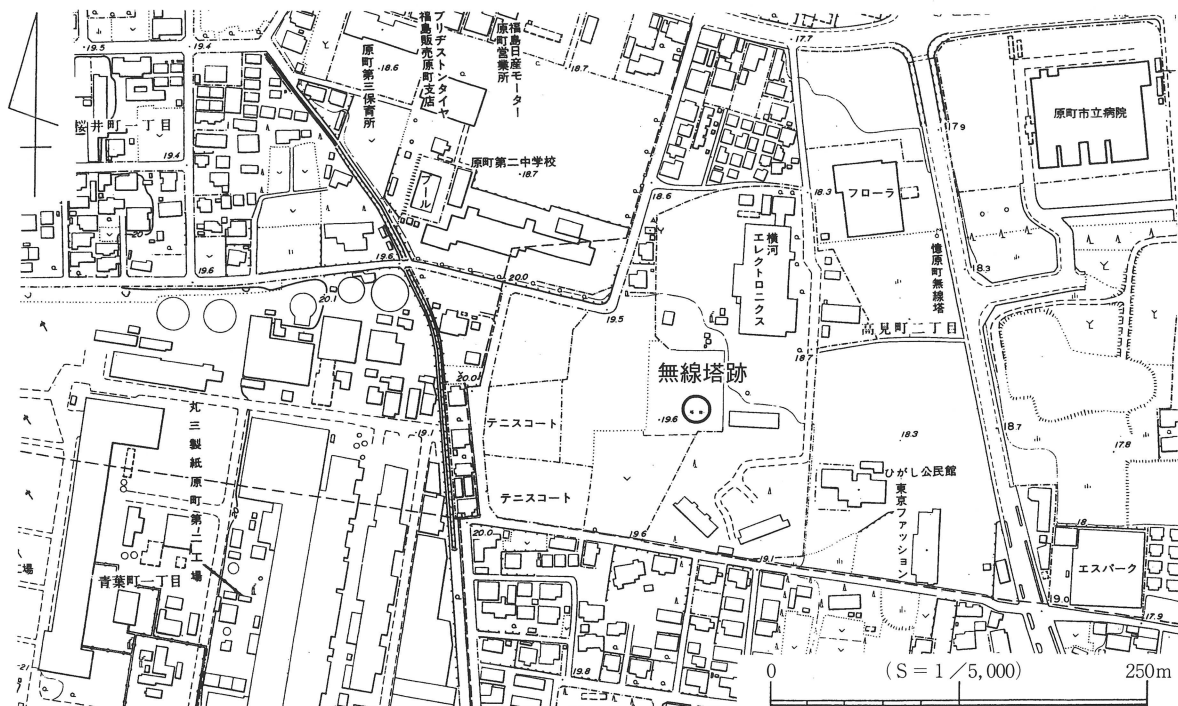 19.5
19.4
桜井町一丁目
19.4
19.6
20
原町第三保育所
18.6
ブリヂストンタイヤ
福島販売原町支店
福島日産モーター
原町営業所
18.7
17.7
原町第二中学校
18.7
プール
19.6
20.1
20.0
19.5
18.6
横河
エレクトロニクス
18.3
フローラ
憶原町無線塔
17.9
原町市立病院
18.3
高見町二丁目
18.7
無線塔跡
19.6
18.3
18.7
17.8
20.0
19.1
テニスコート
テニスコート
丸三製紙原町第二工場
工場
青葉町一丁目
ひがし公民館
東京ファッション
20.0
19.6
19.1
18
エスパーク
19.0
17.9
19.8
21
0
(S=1/5,000)
250m